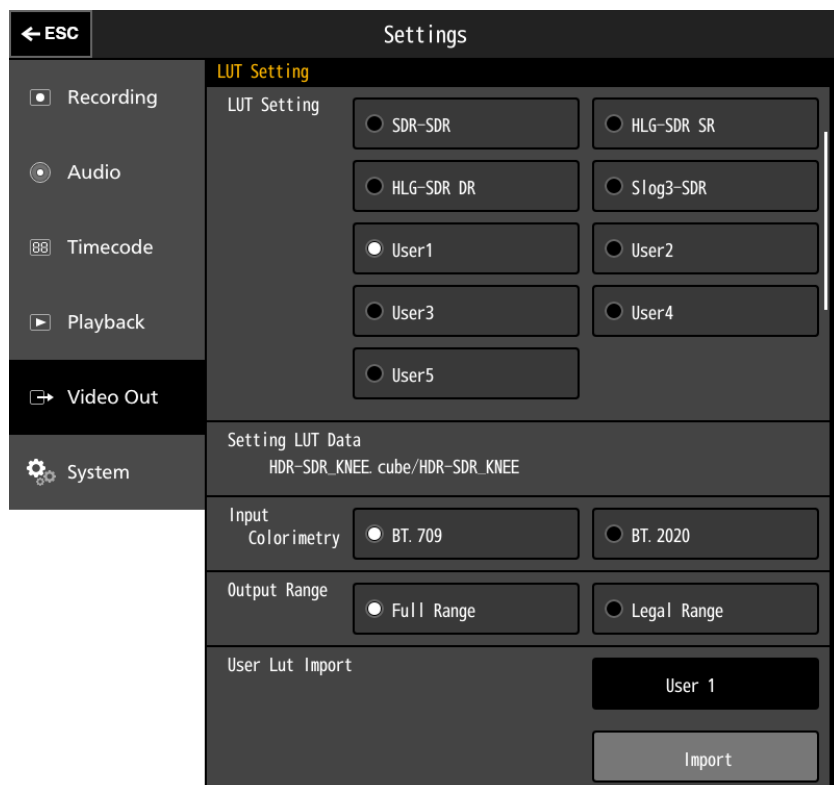 ← ESC
Settings
Recording
Audio
88 Timecode
Playback
Video Out
System
LUT Setting
LUT Setting
SDR-SDR
HLG-SDR SR
HLG-SDR DR
Slog3-SDR
User1
User2
User3
User4
User5
Setting LUT Data
HDR-SDR_KNEE.cube/HDR-SDR_KNEE
Input
Colorimetry
BT.709
BT.2020
Output Range
Full Range
Legal Range
User Lut Import
User 1
Import